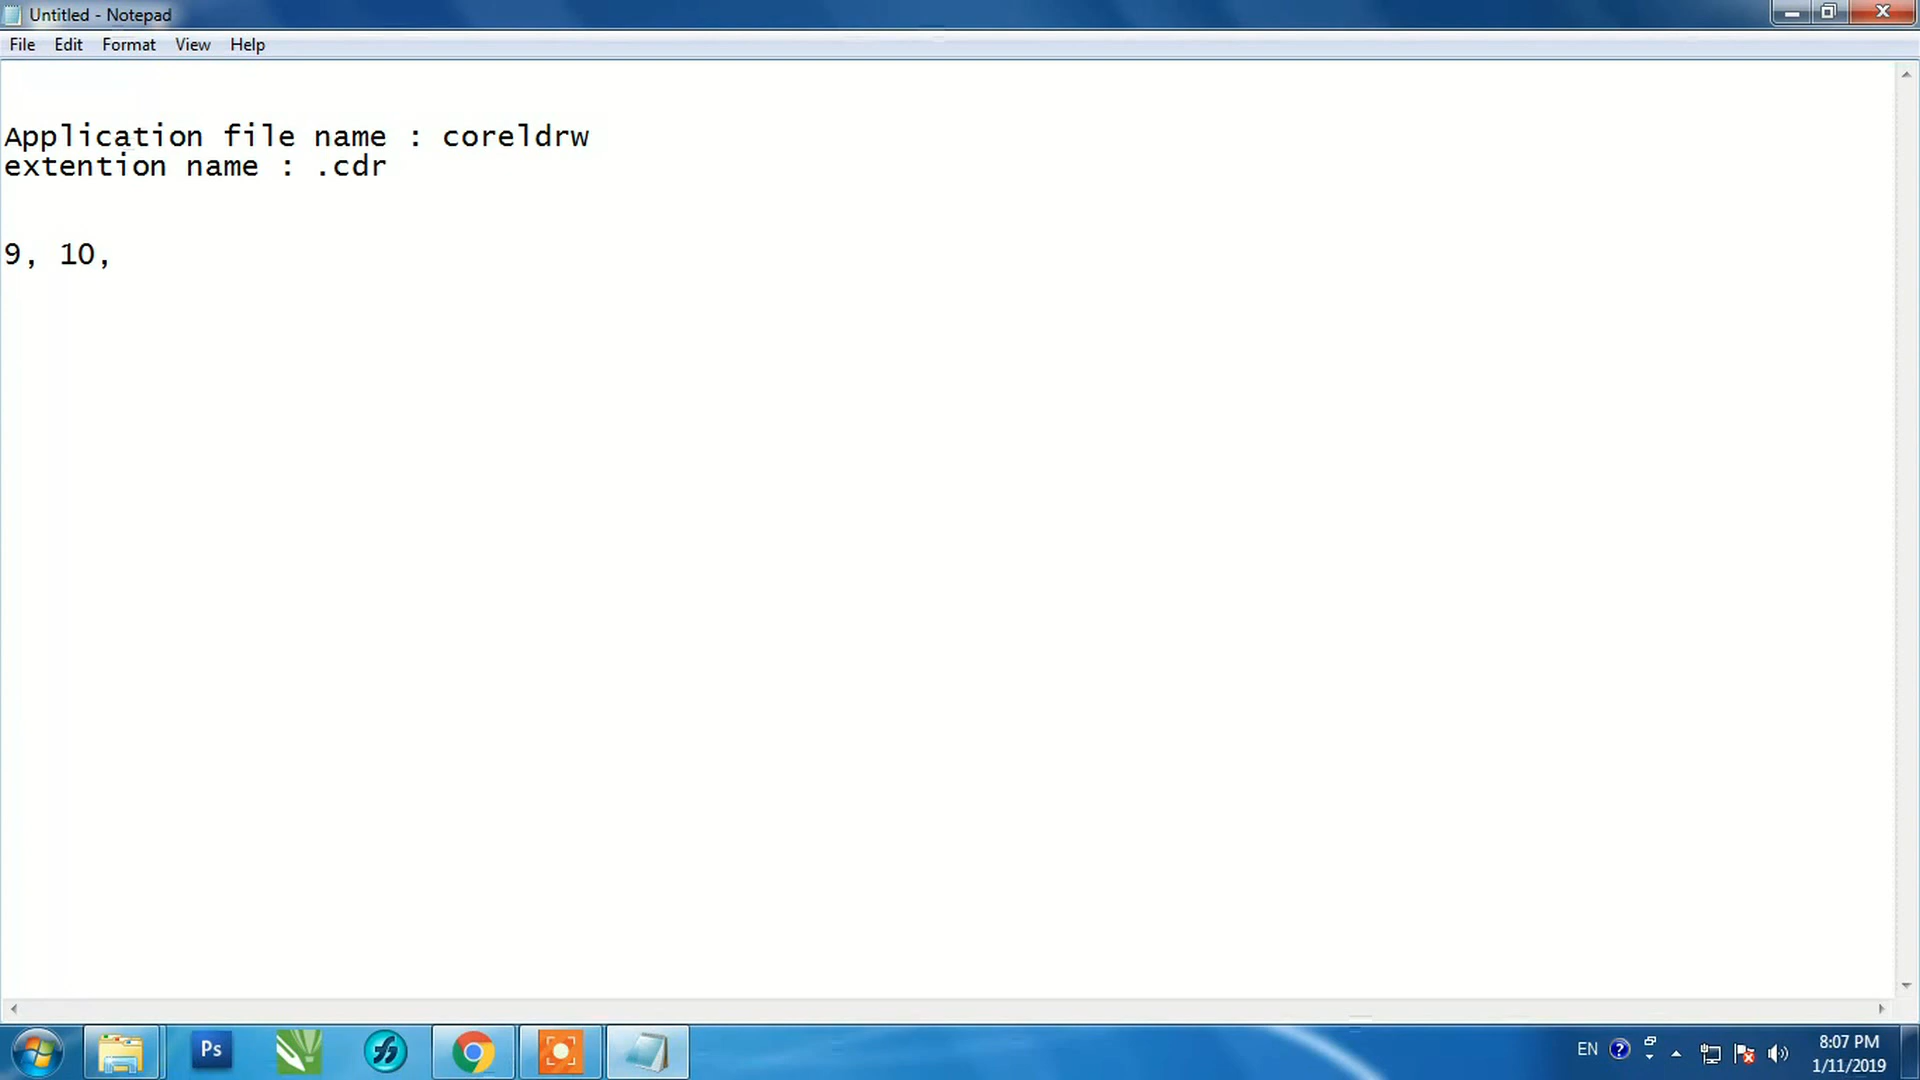 Untitled - Notepad
File Edit Format View Help
Application file name : coreldrw
extention name : .cdr
9, 10,
Ps
EN
8:07 PM
1/11/2019